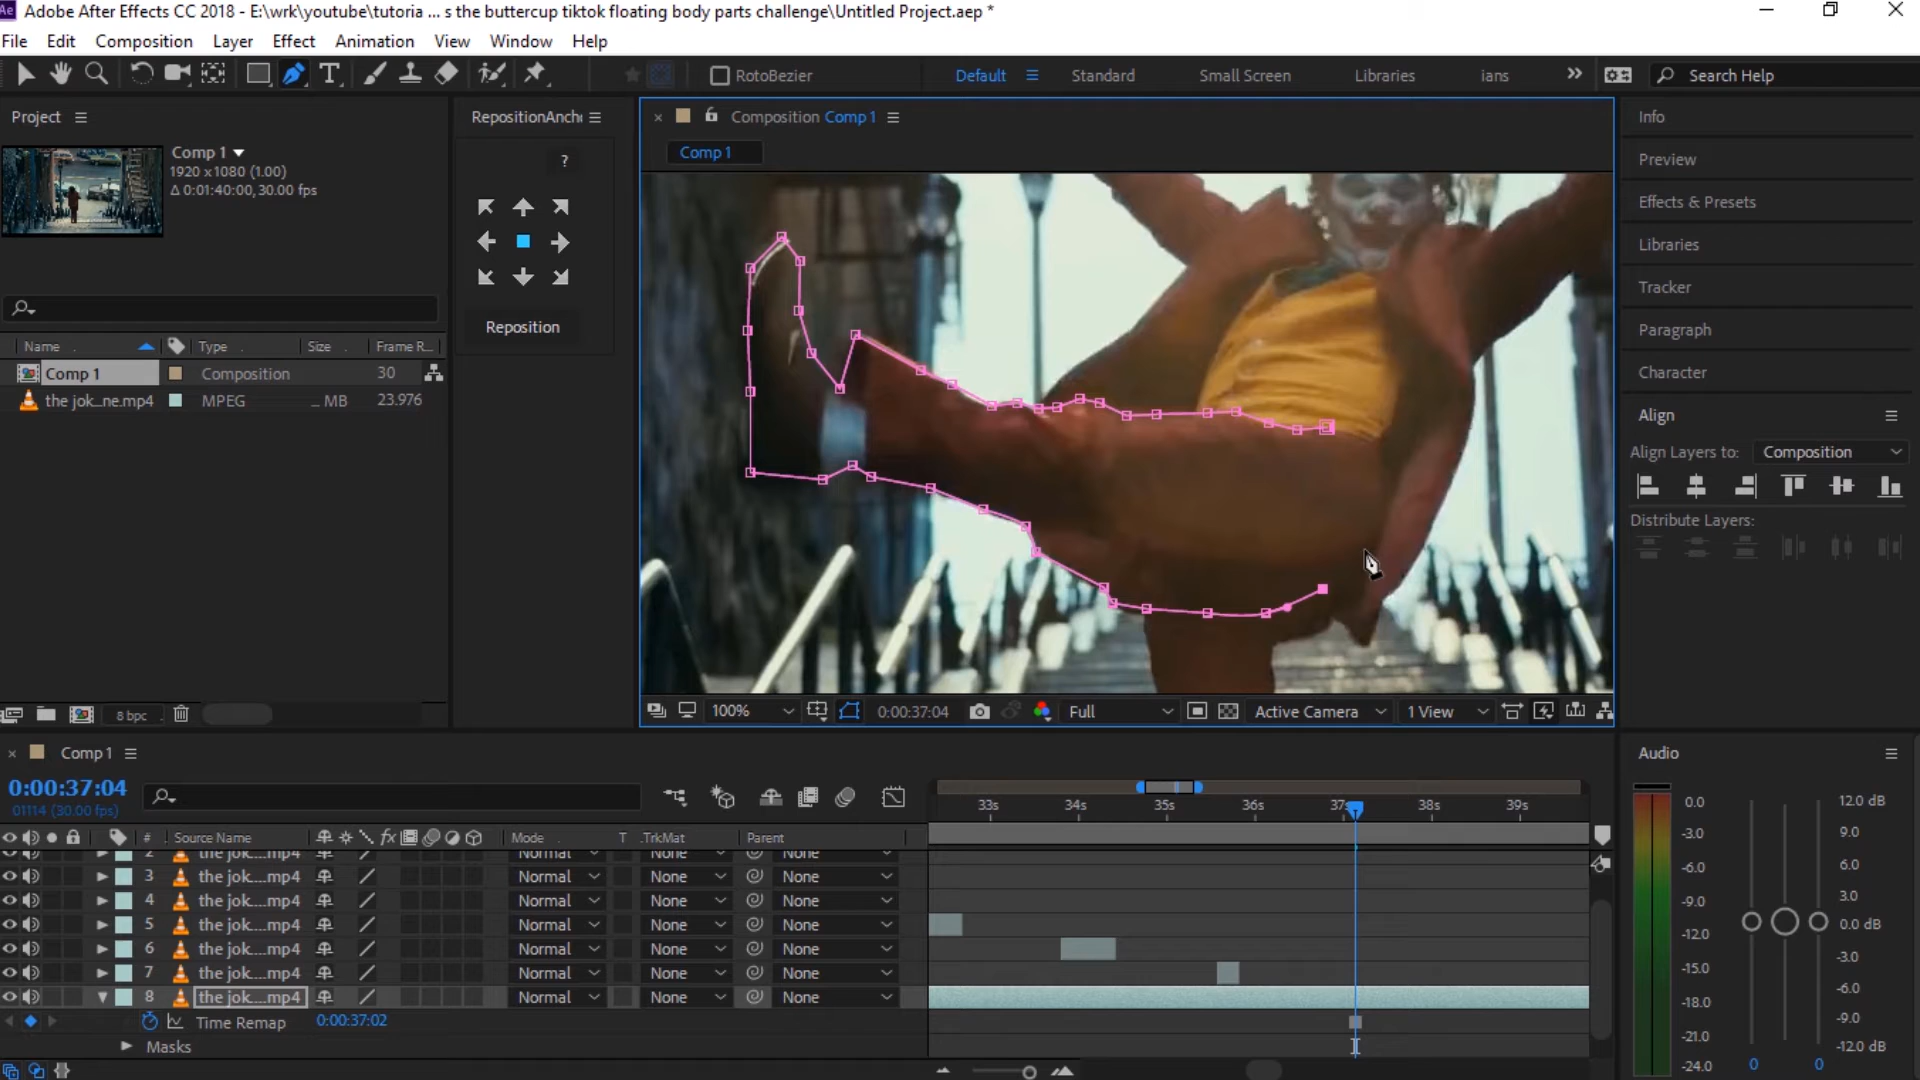 Ae Adobe After Effects CC 2018 - E:\wrk\youtube\tutoria ... s the buttercup tiktok floating body parts challenge\Untitled Project.aep *
File Edit Composition Layer Effect Animation View Window Help
T RotoBezier Default Standard Small Screen Libraries ians Search Help
Project
Comp 1
1920 x1080 (1.00)
Δ 0:01:40:00, 30.00 fps
Name Type Size Frame R...
Comp 1 Composition 30
the jok...ne.mp4 MPEG ... MB 23.976
8 bpc
RepositionAnch
?
Reposition
Composition Comp 1
Comp 1
100% 0:00:37:04 Full Active Camera 1 View
Info
Preview
Effects & Presets
Libraries
Tracker
Paragraph
Character
Align
Align Layers to: Composition
Distribute Layers:
Comp 1
0:00:37:04
01114 (30.00 fps)
33s 34s 35s 36s 37s 38s 39s
# Source Name fx Mode T .TrkMat Parent
2 the jok....mp4 Normal None None
3 the jok....mp4 Normal None None
4 the jok....mp4 Normal None None
5 the jok....mp4 Normal None None
6 the jok....mp4 Normal None None
7 the jok....mp4 Normal None None
8 the jok....mp4 Normal None None
Time Remap 0:00:37:02
Masks
Audio
0.0 12.0 dB
-3.0 9.0
-6.0 6.0
-9.0 3.0
-12.0 0.0 dB
-15.0 -3.0
-18.0 -6.0
-21.0 -9.0
-24.0 -12.0 dB
0 0